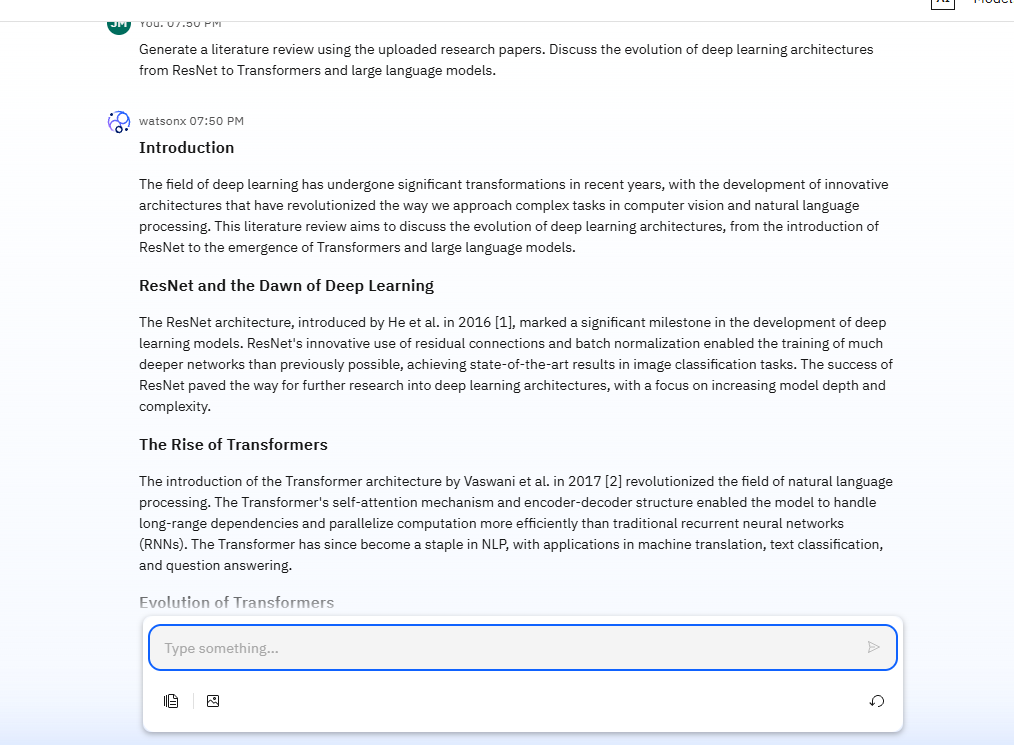 AI Model
JM You: 07:50 PM
Generate a literature review using the uploaded research papers. Discuss the evolution of deep learning architectures
from ResNet to Transformers and large language models.
watsonx 07:50 PM
Introduction
The field of deep learning has undergone significant transformations in recent years, with the development of innovative
architectures that have revolutionized the way we approach complex tasks in computer vision and natural language
processing. This literature review aims to discuss the evolution of deep learning architectures, from the introduction of
ResNet to the emergence of Transformers and large language models.
ResNet and the Dawn of Deep Learning
The ResNet architecture, introduced by He et al. in 2016 [1], marked a significant milestone in the development of deep
learning models. ResNet's innovative use of residual connections and batch normalization enabled the training of much
deeper networks than previously possible, achieving state-of-the-art results in image classification tasks. The success of
ResNet paved the way for further research into deep learning architectures, with a focus on increasing model depth and
complexity.
The Rise of Transformers
The introduction of the Transformer architecture by Vaswani et al. in 2017 [2] revolutionized the field of natural language
processing. The Transformer's self-attention mechanism and encoder-decoder structure enabled the model to handle
long-range dependencies and parallelize computation more efficiently than traditional recurrent neural networks
(RNNs). The Transformer has since become a staple in NLP, with applications in machine translation, text classification,
and question answering.
Evolution of Transformers
Type something...